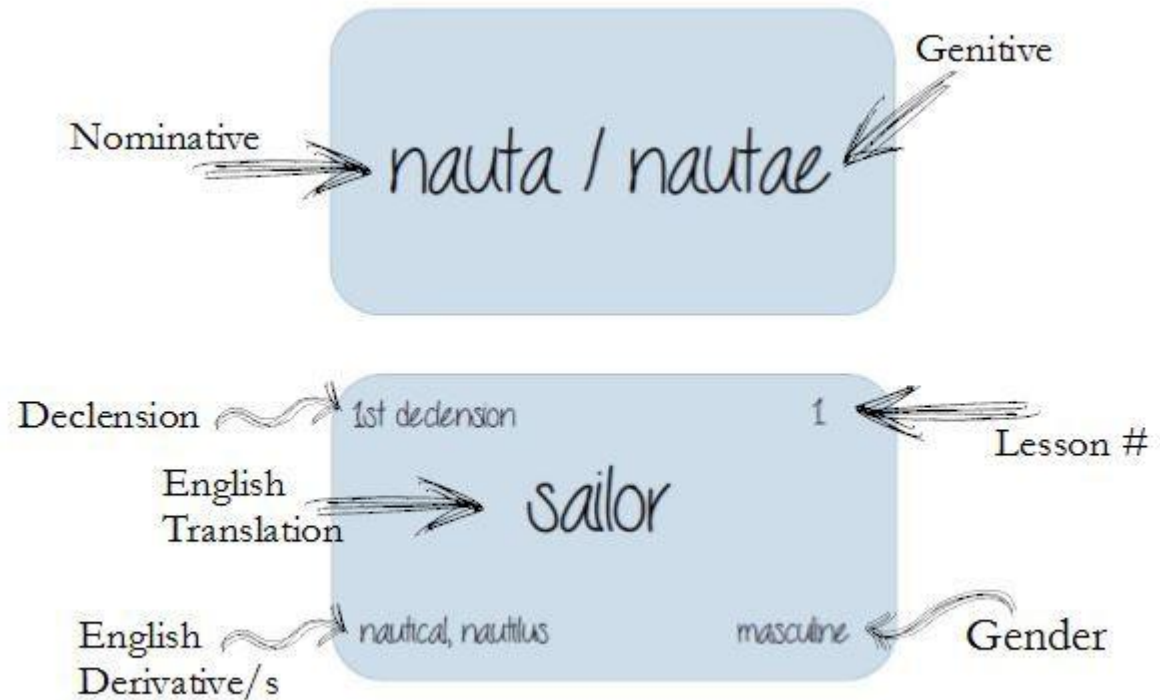 Genitive
Nominative
nauta / nautae
Declension
1st declension
1
Lesson #
English
Translation
sailor
English
Derivative/s
nautical, nautilus
masculine
Gender